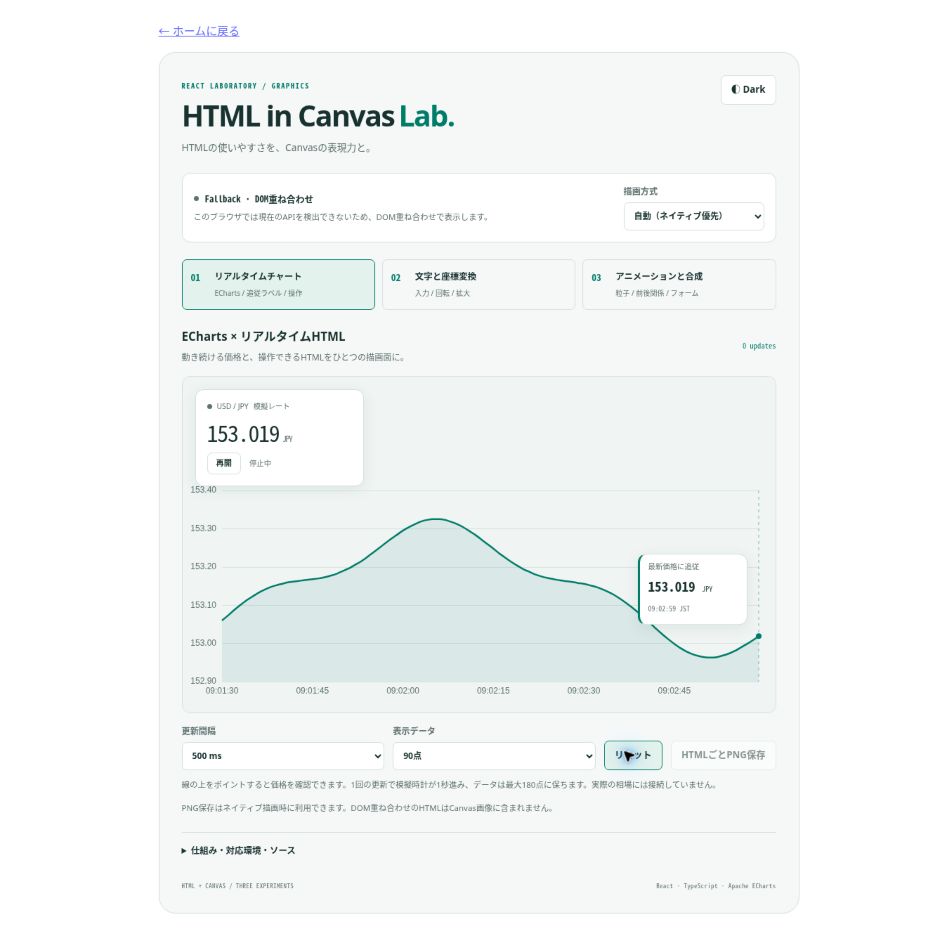 ← ホームに戻る
REACT LABORATORY / GRAPHICS
◐ Dark
HTML in Canvas Lab.
HTMLの使いやすさを、Canvasの表現力と。
Fallback · DOM重ね合わせ
このブラウザでは現在のAPIを検出できないため、DOM重ね合わせで表示します。
描画方式
自動（ネイティブ優先）
01 リアルタイムチャート
ECharts / 追従ラベル / 操作
02 文字と座標変換
入力 / 回転 / 拡大
03 アニメーションと合成
粒子 / 前後関係 / フォーム
ECharts × リアルタイムHTML
動き続ける価格と、操作できるHTMLをひとつの描画面に。
0 updates
USD / JPY 模擬レート
153.019 JPY
再開 停止中
153.40
153.30
153.20
153.10
153.00
152.90
最新価格に追従
153.019 JPY
09:02:59 JST
09:01:30 09:01:45 09:02:00 09:02:15 09:02:30 09:02:45
更新間隔
500 ms
表示データ
90点
リット
HTMLごとPNG保存
線の上をポイントすると価格を確認できます。1回の更新で模擬時計が1秒進み、データは最大180点に保ちます。実際の相場には接続していません。
PNG保存はネイティブ描画時に利用できます。DOM重ね合わせのHTMLはCanvas画像に含まれません。
▶ 仕組み・対応環境・ソース
HTML × CANVAS / THREE EXPERIMENTS
React · TypeScript · Apache ECharts